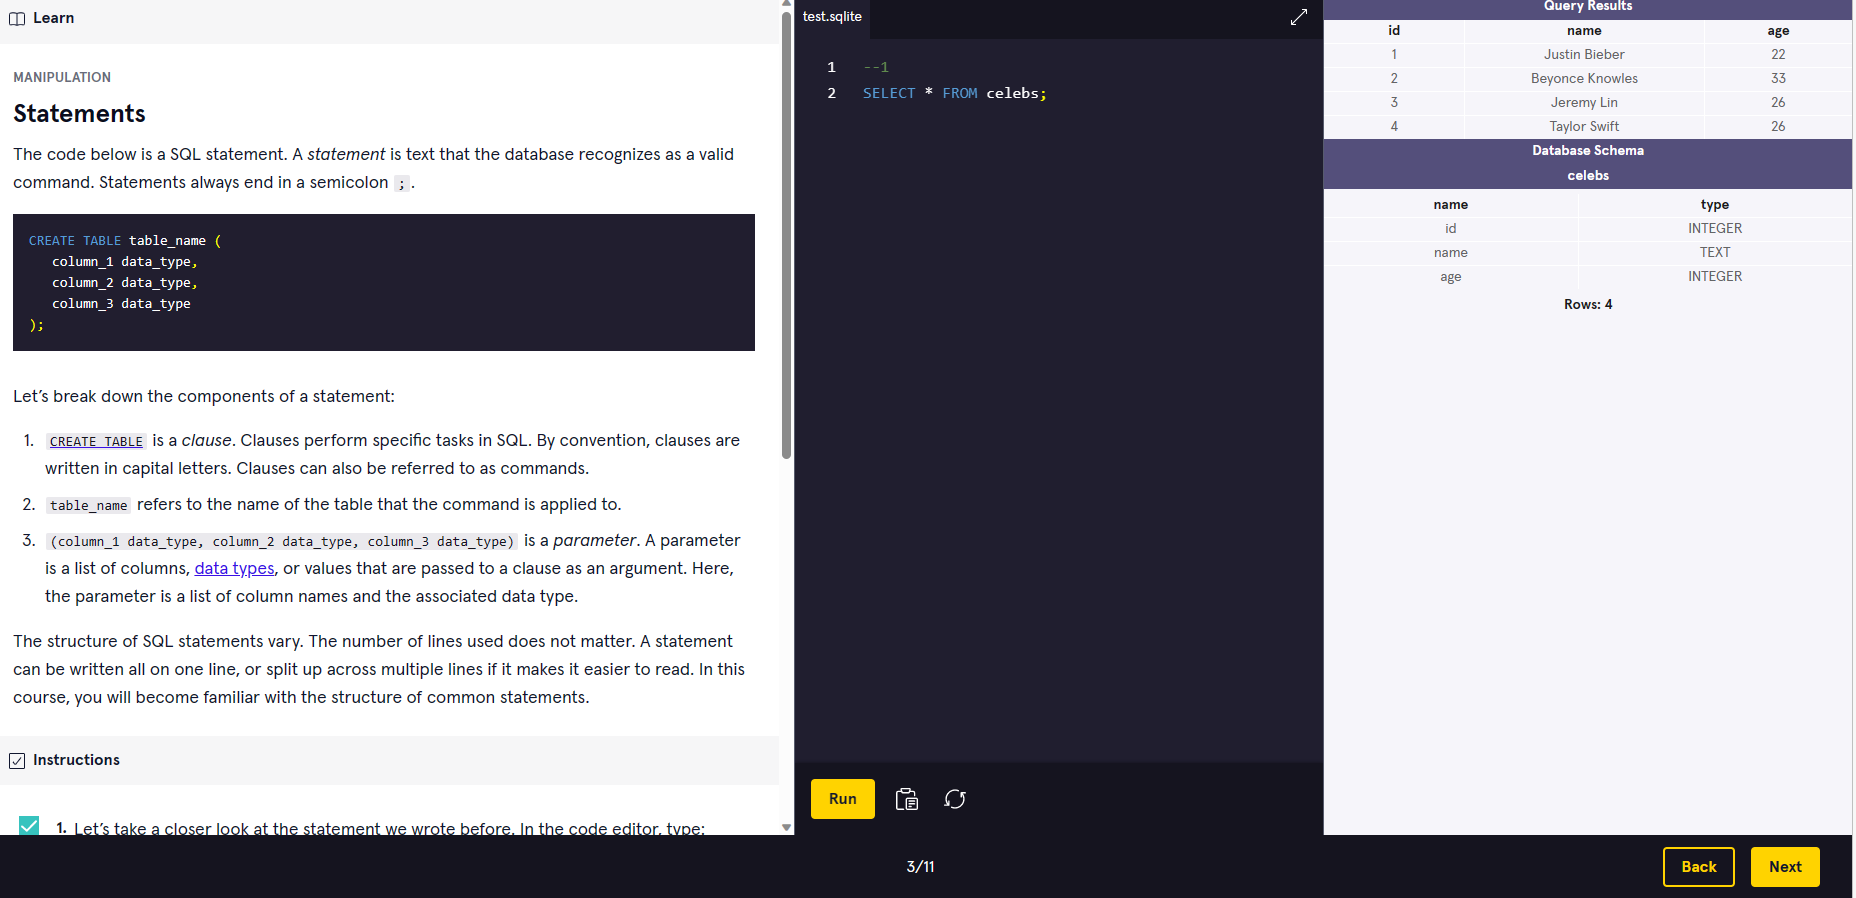 Learn
MANIPULATION
Statements
The code below is a SQL statement. A statement is text that the database recognizes as a valid
command. Statements always end in a semicolon ; .
CREATE TABLE table_name (
column_1 data_type,
column_2 data_type,
column_3 data_type
);
Let’s break down the components of a statement:
1. CREATE TABLE is a clause. Clauses perform specific tasks in SQL. By convention, clauses are
written in capital letters. Clauses can also be referred to as commands.
2. table_name refers to the name of the table that the command is applied to.
3. (column_1 data_type, column_2 data_type, column_3 data_type) is a parameter. A parameter
is a list of columns, data types, or values that are passed to a clause as an argument. Here,
the parameter is a list of column names and the associated data type.
The structure of SQL statements vary. The number of lines used does not matter. A statement
can be written all on one line, or split up across multiple lines if it makes it easier to read. In this
course, you will become familiar with the structure of common statements.
Instructions
1. Let’s take a closer look at the statement we wrote before. In the code editor, type:
test.sqlite
1 --1
2 SELECT * FROM celebs;
Run
Query Results
id name age
1 Justin Bieber 22
2 Beyonce Knowles 33
3 Jeremy Lin 26
4 Taylor Swift 26
Database Schema
celebs
name type
id INTEGER
name TEXT
age INTEGER
Rows: 4
3/11
Back
Next